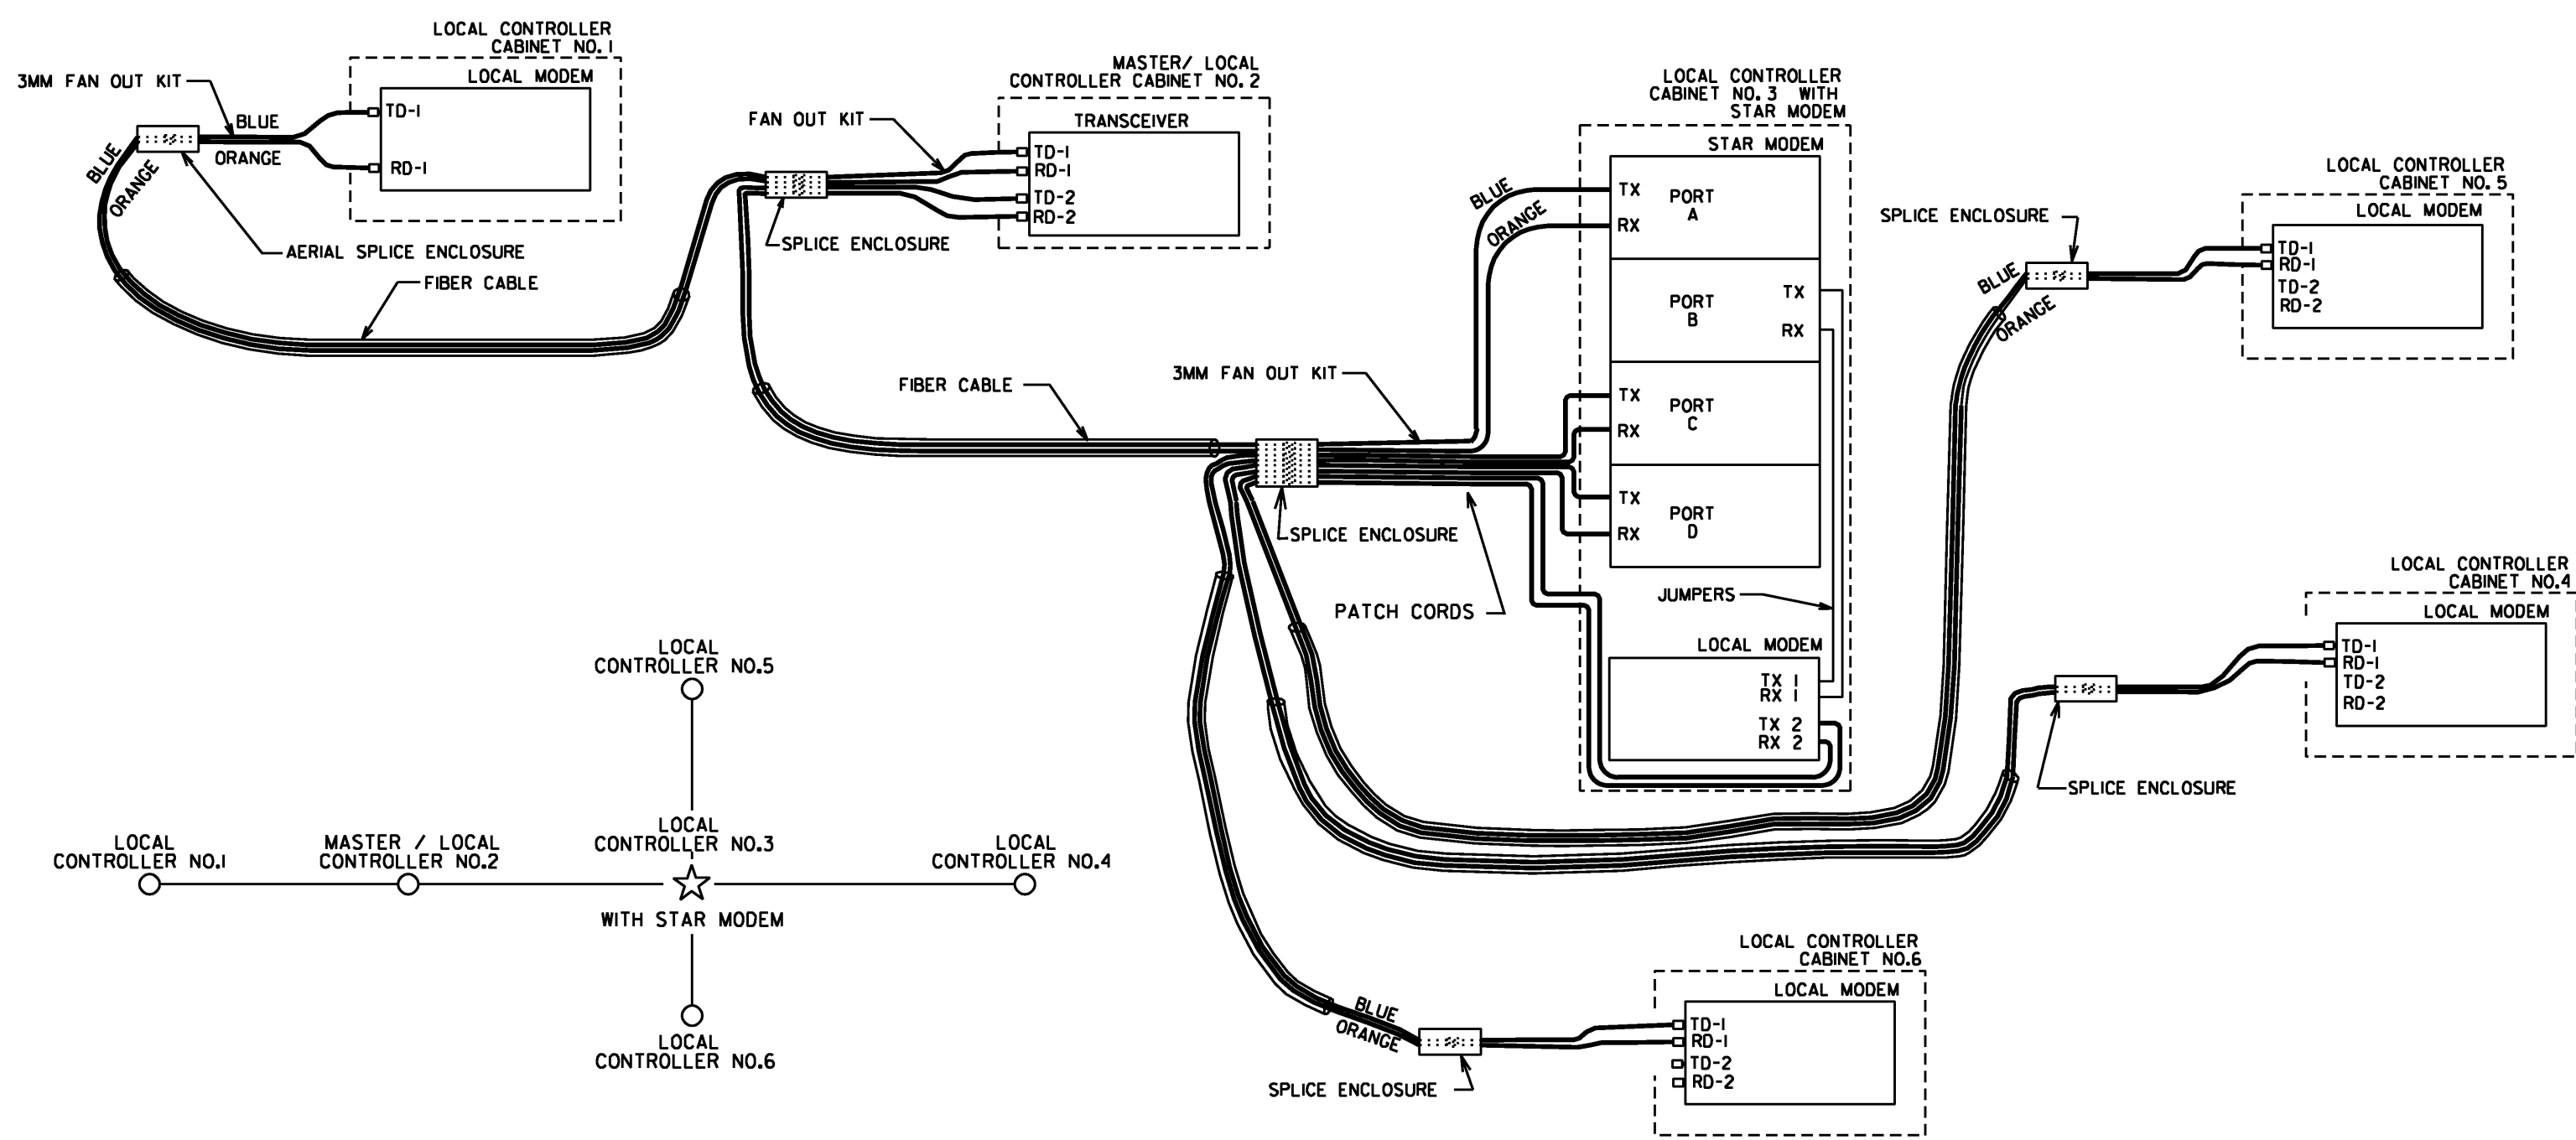 LOCAL CONTROLLER
CABINET NO. 1
LOCAL MODEM
3MM FAN OUT KIT
TD-1
BLUE
ORANGE
RD-1
BLUE
ORANGE
AERIAL SPLICE ENCLOSURE
FIBER CABLE
MASTER/ LOCAL
CONTROLLER CABINET NO. 2
TRANSCEIVER
FAN OUT KIT
TD-1
RD-1
TD-2
RD-2
SPLICE ENCLOSURE
LOCAL CONTROLLER
CABINET NO. 3 WITH
STAR MODEM
STAR MODEM
BLUE
ORANGE
TX
PORT
A
RX
TX
PORT
B
RX
TX
PORT
C
RX
TX
PORT
D
RX
FIBER CABLE
3MM FAN OUT KIT
SPLICE ENCLOSURE
PATCH CORDS
JUMPERS
LOCAL MODEM
TX 1
RX 1
TX 2
RX 2
LOCAL CONTROLLER
CABINET NO. 5
LOCAL MODEM
SPLICE ENCLOSURE
BLUE
ORANGE
TD-1
RD-1
TD-2
RD-2
LOCAL CONTROLLER
CABINET NO.4
LOCAL MODEM
TD-1
RD-1
TD-2
RD-2
SPLICE ENCLOSURE
LOCAL CONTROLLER
CABINET NO.6
LOCAL MODEM
BLUE
ORANGE
TD-1
RD-1
TD-2
RD-2
SPLICE ENCLOSURE
LOCAL
CONTROLLER NO.5
LOCAL
CONTROLLER NO.1
MASTER / LOCAL
CONTROLLER NO.2
LOCAL
CONTROLLER NO.3
LOCAL
CONTROLLER NO.4
WITH STAR MODEM
LOCAL
CONTROLLER NO.6